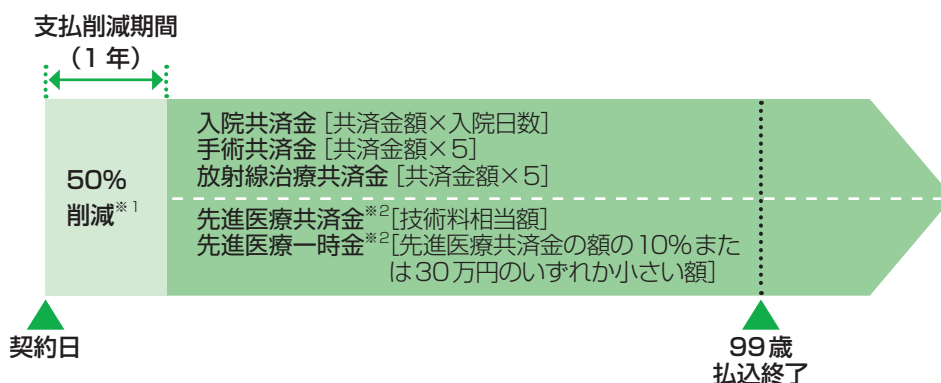 支払削減期間
（1年）
50%
削減※1
入院共済金 [共済金額×入院日数]
手術共済金 [共済金額×5]
放射線治療共済金 [共済金額×5]
先進医療共済金※2[技術料相当額]
先進医療一時金※2[先進医療共済金の額の10%また
は30万円のいずれか小さい額]
契約日
99歳
払込終了